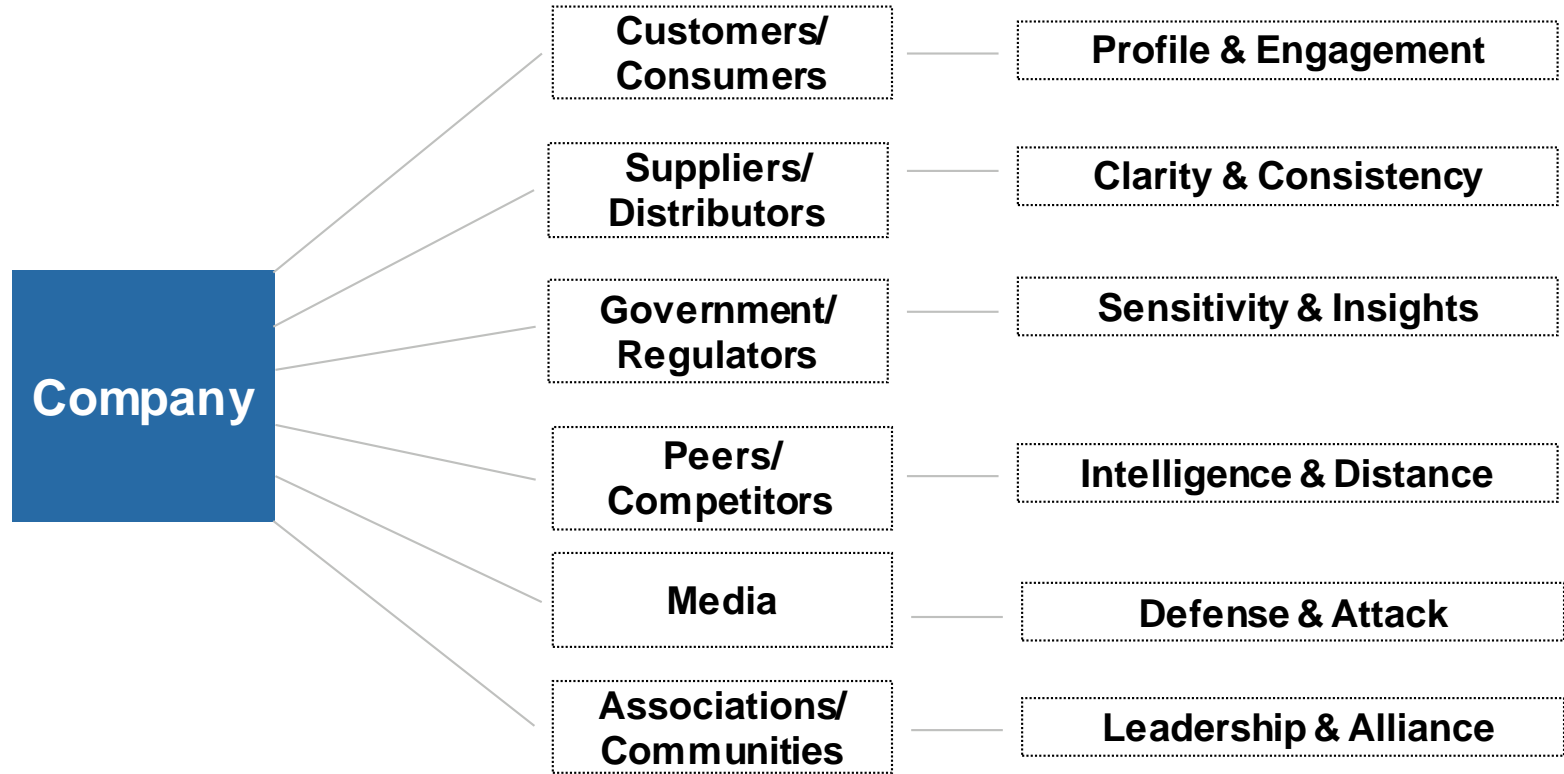 Customers/
Consumers
Profile & Engagement
Suppliers/
Distributors
Clarity & Consistency
Government/
Regulators
Sensitivity & Insights
Company
Peers/
Competitors
Intelligence & Distance
Media
Defense & Attack
Associations/
Communities
Leadership & Alliance